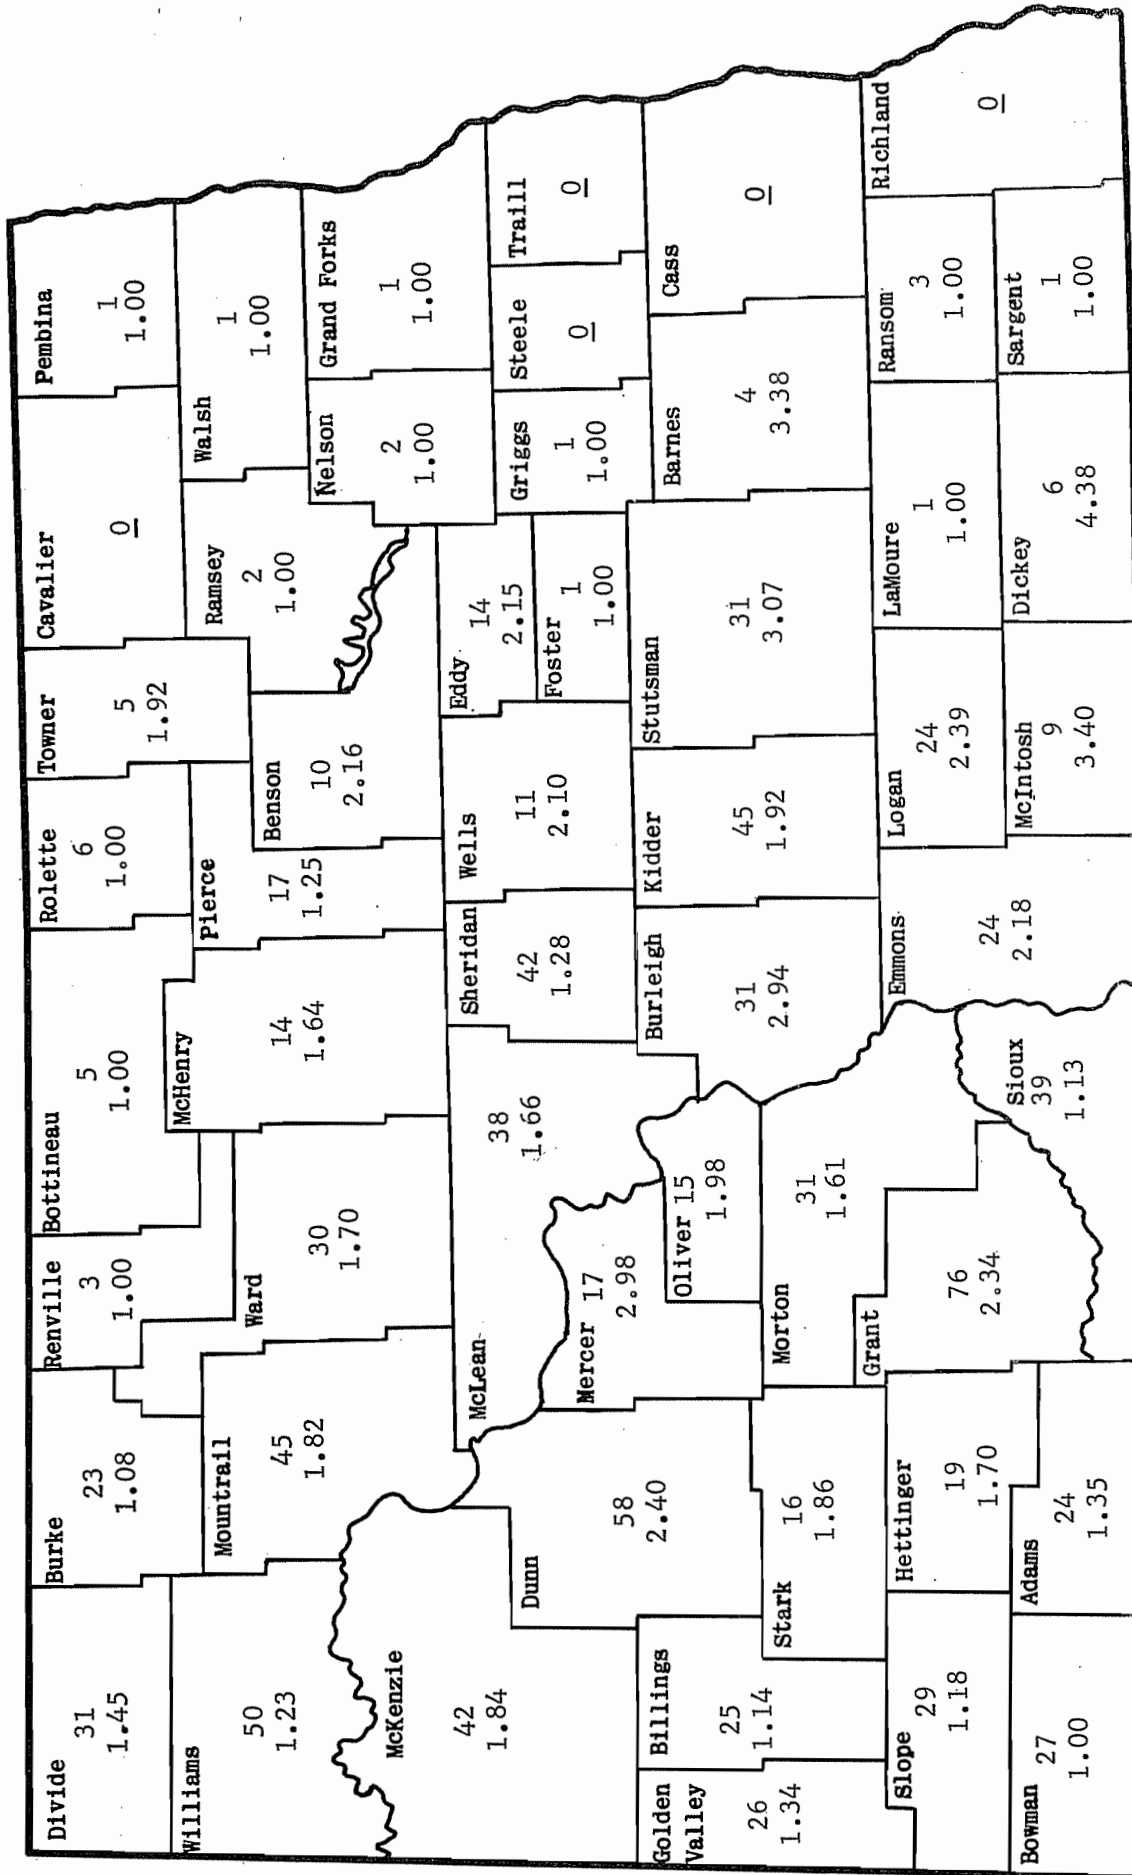 Divide
31
1.45
Burke
23
1.08
Renville
3
1.00
Bottineau
5
1.00
Rolette
6
1.00
Towner
5
1.92
Cavalier
0
Pembina
1
1.00
Williams
50
1.23
Mountrail
45
1.82
Ward
30
1.70
McHenry
14
1.64
Pierce
17
1.25
Benson
10
2.16
Ramsey
2
1.00
Walsh
1
1.00
Nelson
2
1.00
Grand Forks
1
1.00
McKenzie
42
1.84
Dunn
58
2.40
McLean
38
1.66
Mercer 17
2.98
Oliver 15
1.98
Sheridan
42
1.28
Wells
11
2.10
Eddy
14
2.15
Foster
1
1.00
Griggs
1
1.00
Steele
0
Traill
0
Golden
Valley
26
1.34
Billings
25
1.14
Stark
16
1.86
Morton
31
1.61
Burleigh
31
2.94
Kidder
45
1.92
Stutsman
31
3.07
Barnes
4
3.38
Cass
0
Slope
29
1.18
Hettinger
19
1.70
Grant
76
2.34
Sioux
39
1.13
Emmons
24
2.18
Logan
24
2.39
LaMoure
1
1.00
Ransom
3
1.00
Richland
0
Bowman
27
1.00
Adams
24
1.35
McIntosh
9
3.40
Dickey
6
4.38
Sargent
1
1.00